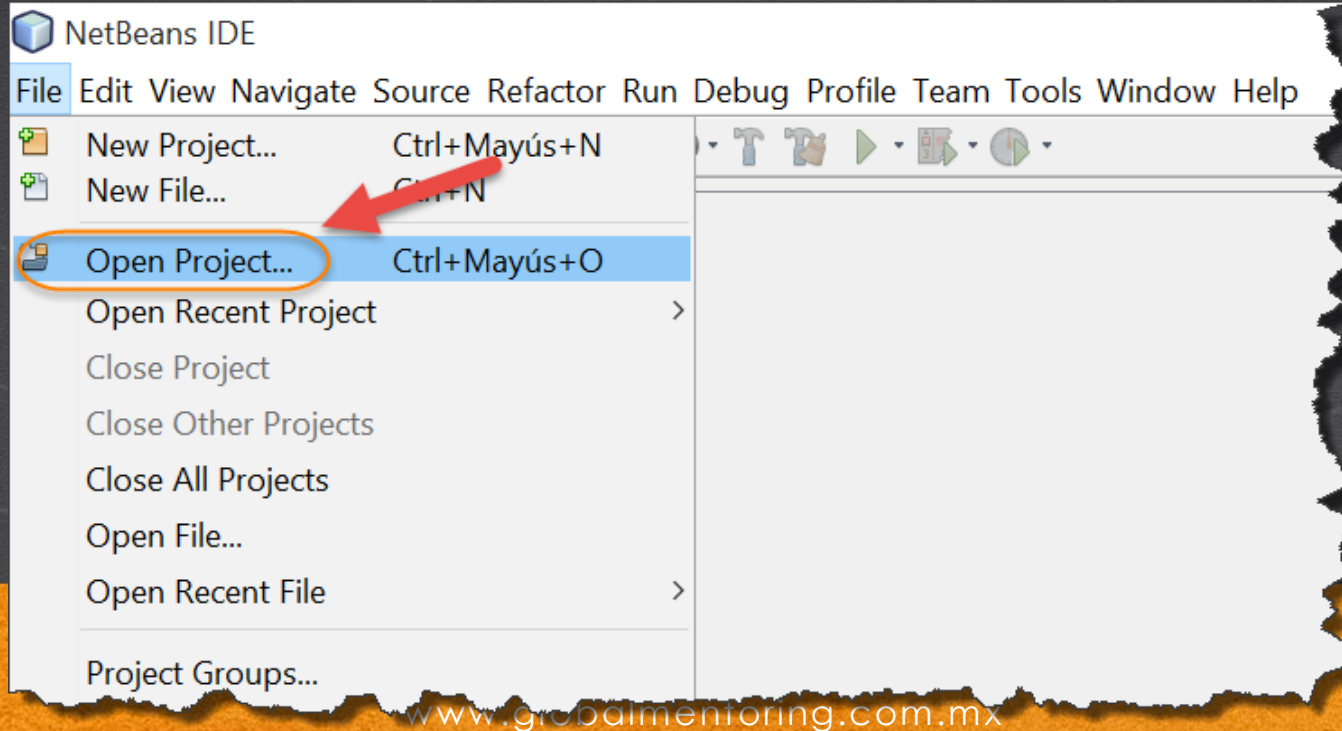 NetBeans IDE
File Edit View Navigate Source Refactor Run Debug Profile Team Tools Window Help
New Project... Ctrl+Mayús+N
New File... Ctrl+N
Open Project... Ctrl+Mayús+O
Open Recent Project
Close Project
Close Other Projects
Close All Projects
Open File...
Open Recent File
Project Groups...
www.globalmentoring.com.mx